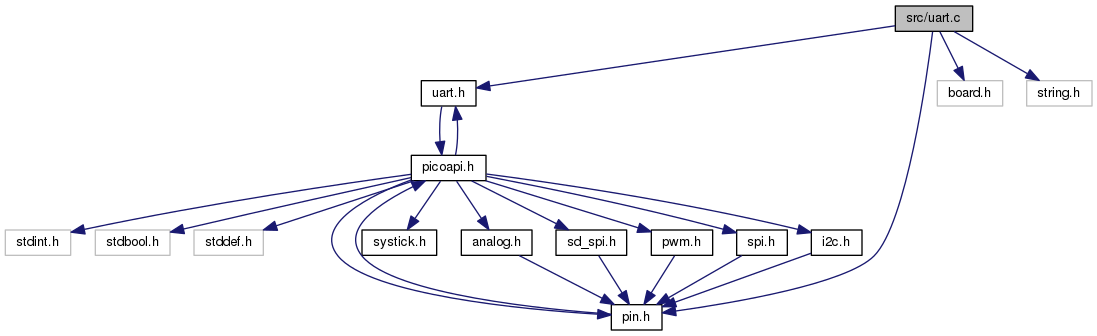 src/uart.c
uart.h
board.h
string.h
picoapi.h
stdint.h
stdbool.h
stddef.h
systick.h
analog.h
sd_spi.h
pwm.h
spi.h
i2c.h
pin.h